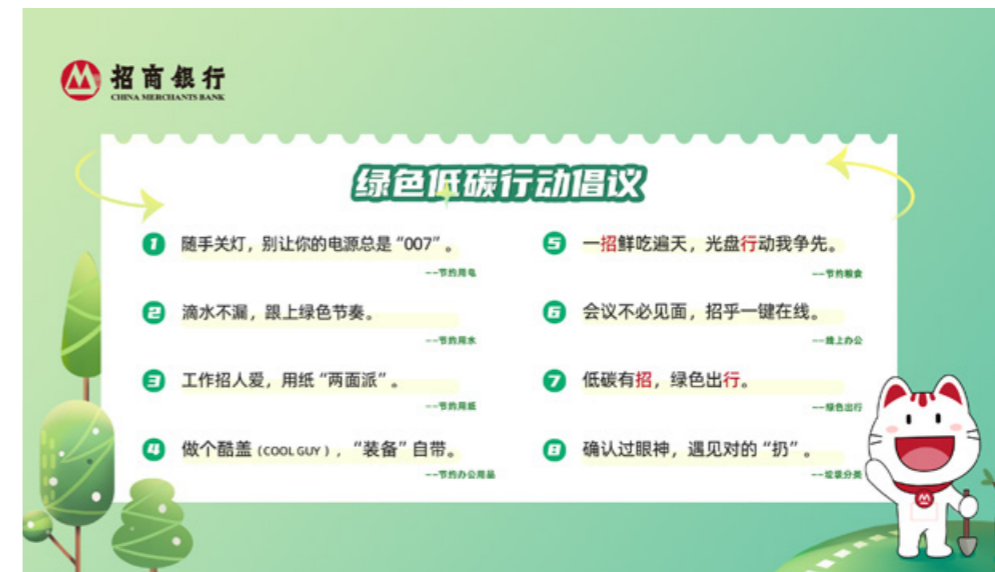 招商银行
CHINA MERCHANTS BANK
绿色低碳行动倡议
1 随手关灯，别让你的电源总是“007”。
——节约用电
2 滴水不漏，跟上绿色节奏。
——节约用水
3 工作招人爱，用纸“两面派”。
——节约用纸
4 做个酷盖（COOL GUY），“装备”自带。
——节约办公用品
5 一招鲜吃遍天，光盘行动我争先。
——节约粮食
6 会议不必见面，招乎一键在线。
——线上办公
7 低碳有招，绿色出行。
——绿色出行
8 确认过眼神，遇见对的“扔”。
——垃圾分类